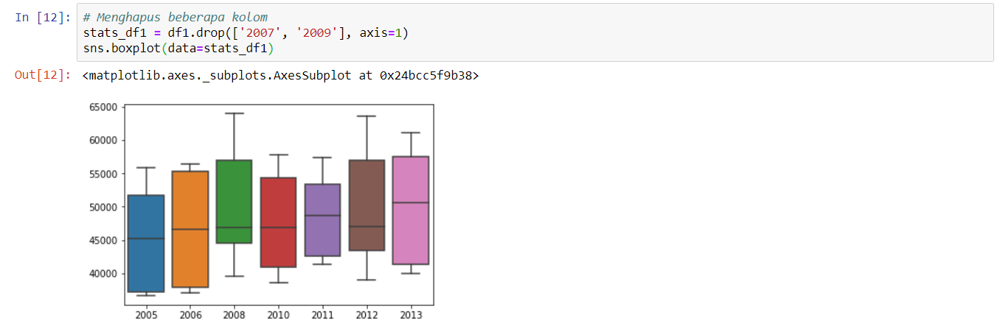 In [12]: # Menghapus beberapa kolom
stats_df1 = df1.drop(['2007', '2009'], axis=1)
sns.boxplot(data=stats_df1)
Out[12]: <matplotlib.axes._subplots.AxesSubplot at 0x24bcc5f9b38>
65000
60000
55000
50000
45000
40000
2005 2006 2008 2010 2011 2012 2013